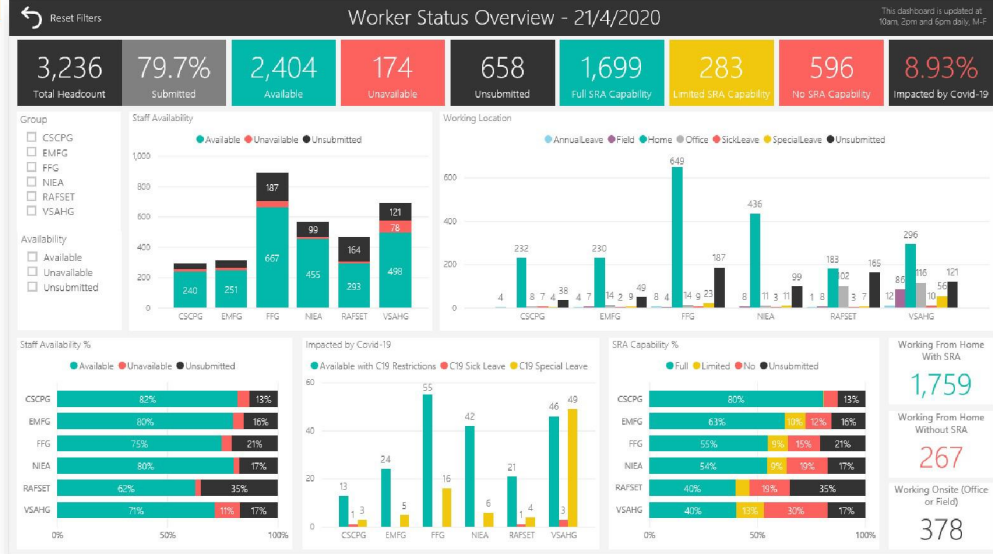 Reset Filters
Worker Status Overview - 21/4/2020
This dashboard is updated at
10am, 2pm and 6pm daily, M-F
3,236
Total Headcount
79.7%
Submitted
2,404
Available
174
Unavailable
658
Unsubmitted
1,699
Full SRA Capability
283
Limited SRA Capability
596
No SRA Capability
8.93%
Impacted by Covid-19
Group
CSCPG
EMFG
FFG
NIEA
RAFSET
VSAHG
Availability
Available
Unavailable
Unsubmitted
Staff Availability
Available Unavailable Unsubmitted
1,000
800
600
400
200
0
187
99
164
121
78
240
251
667
455
293
498
CSCPG EMFG FFG NIEA RAFSET VSAHG
Working Location
AnnualLeave Field Home Office SickLeave SpecialLeave Unsubmitted
600
400
200
0
4 232 8 7 4 38
4 7 230 14 2 9 49
8 4 649 14 9 23 187
8 436 11 3 11 99
1 8 183 102 3 7 165
12 86 296 116 10 56 121
CSCPG EMFG FFG NIEA RAFSET VSAHG
Staff Availability %
Available Unavailable Unsubmitted
CSCPG 82% 13%
EMFG 80% 16%
FFG 75% 21%
NIEA 80% 17%
RAFSET 62% 35%
VSAHG 71% 11% 17%
0% 50% 100%
Impacted by Covid-19
Available with C19 Restrictions C19 Sick Leave C19 Special Leave
60
40
20
0
13 1 3
24 5
55 16
42 6
21 1 4
46 3 49
CSCPG EMFG FFG NIEA RAFSET VSAHG
SRA Capability %
Full Limited No Unsubmitted
CSCPG 80% 13%
EMFG 63% 10% 12% 16%
FFG 55% 9% 15% 21%
NIEA 54% 9% 19% 17%
RAFSET 40% 19% 35%
VSAHG 40% 13% 30% 17%
0% 50% 100%
Working From Home
With SRA
1,759
Working From Home
Without SRA
267
Working Onsite (Office
or Field)
378